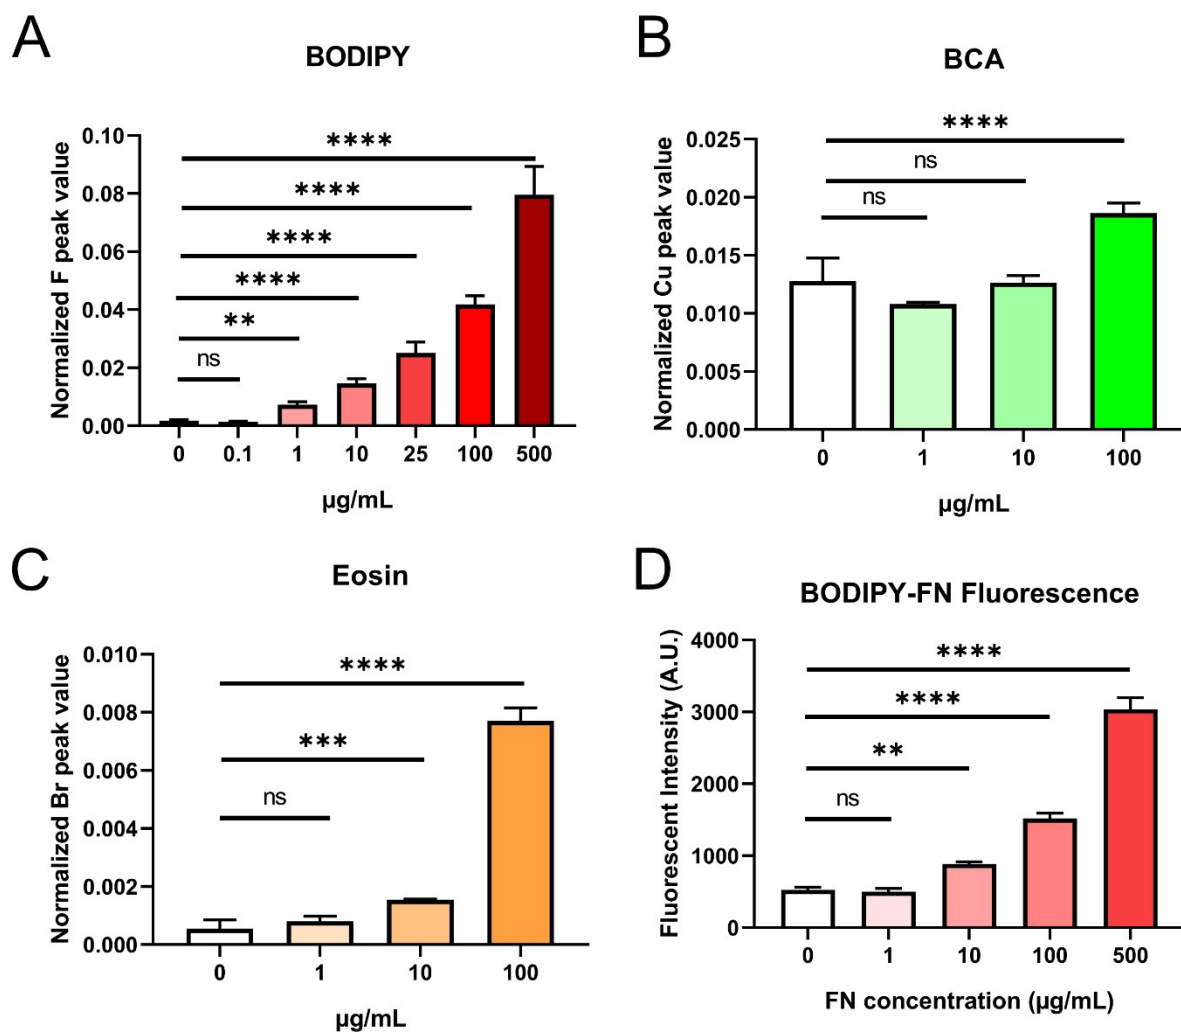 A
BODIPY
Normalized F peak value
0.10
0.08
0.06
0.04
0.02
0.00
****
****
****
****
**
ns
0 0.1 1 10 25 100 500
µg/mL
B
BCA
Normalized Cu peak value
0.025
0.020
0.015
0.010
0.005
0.000
****
ns
ns
0 1 10 100
µg/mL
C
Eosin
Normalized Br peak value
0.010
0.008
0.006
0.004
0.002
0.000
****
***
ns
0 1 10 100
µg/mL
D
BODIPY-FN Fluorescence
Fluorescent Intensity (A.U.)
4000
3000
2000
1000
0
****
****
**
ns
0 1 10 100 500
FN concentration (µg/mL)